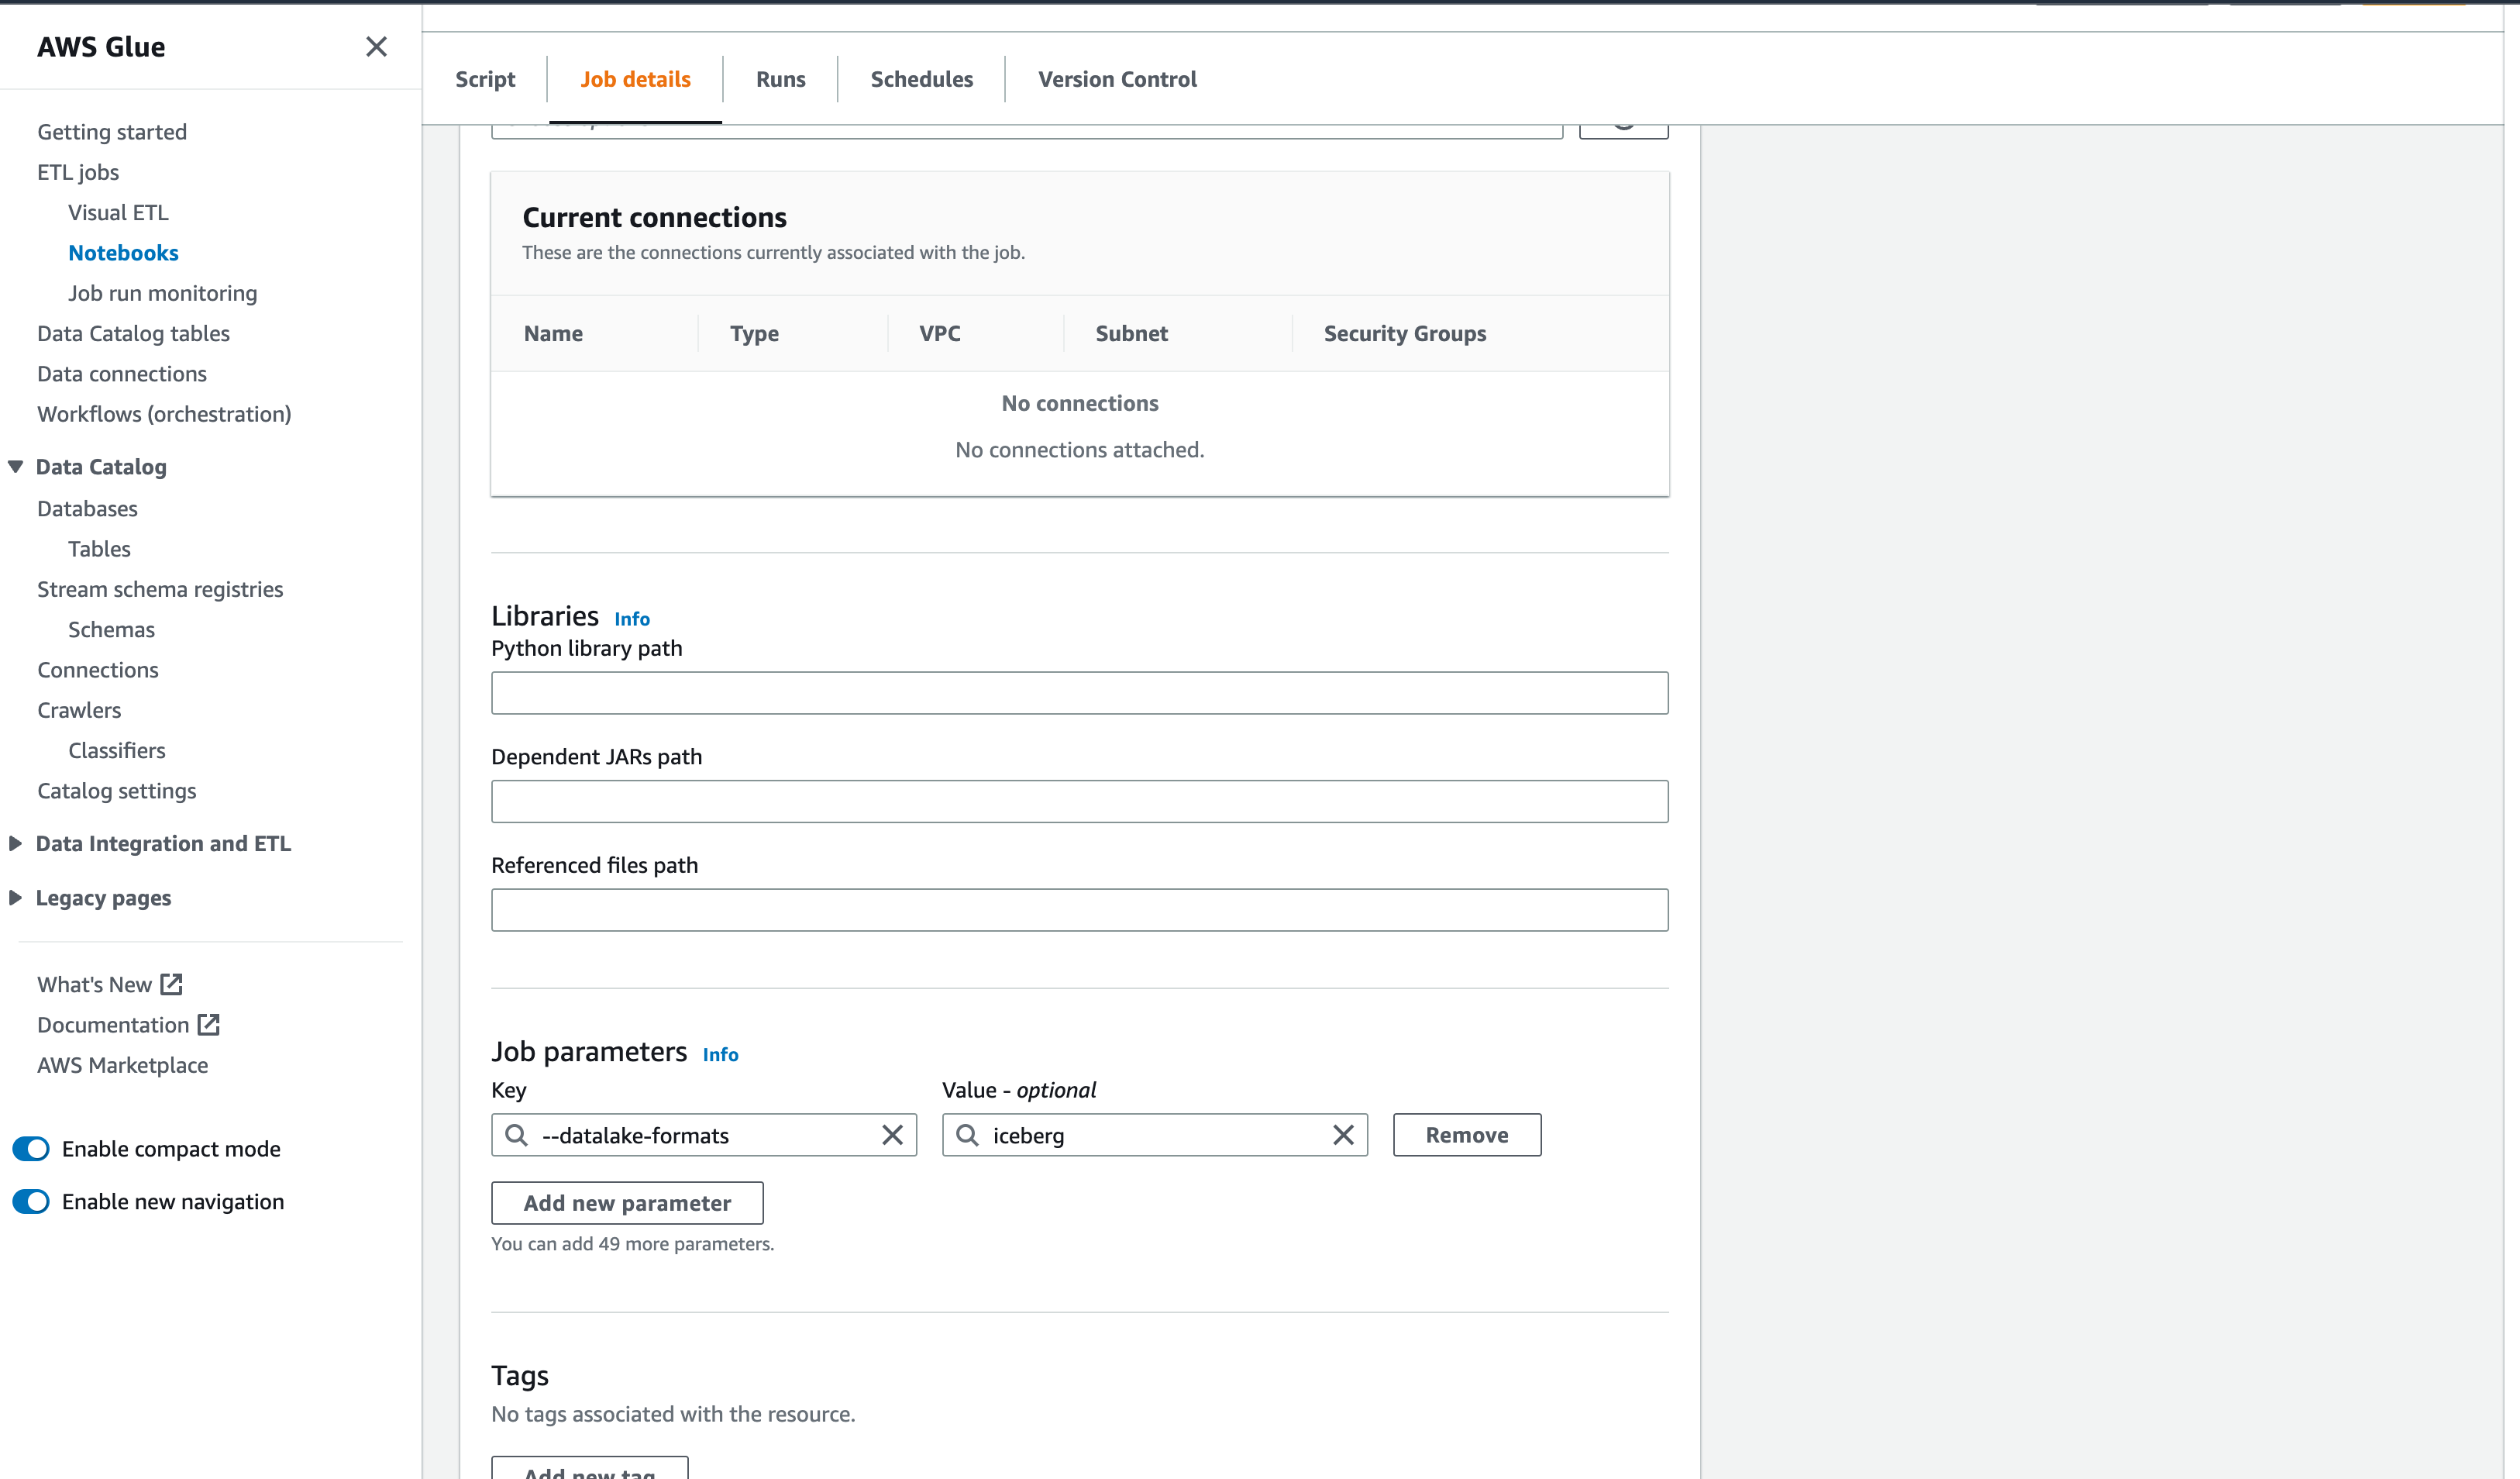 AWS Glue
Getting started
ETL jobs
Visual ETL
Notebooks
Job run monitoring
Data Catalog tables
Data connections
Workflows (orchestration)
Data Catalog
Databases
Tables
Stream schema registries
Schemas
Connections
Crawlers
Classifiers
Catalog settings
Data Integration and ETL
Legacy pages
What's New
Documentation
AWS Marketplace
Enable compact mode
Enable new navigation
Script
Job details
Runs
Schedules
Version Control
Current connections
These are the connections currently associated with the job.
Name Type VPC Subnet Security Groups
No connections
No connections attached.
Libraries Info
Python library path
Dependent JARs path
Referenced files path
Job parameters Info
Key Value - optional
--datalake-formats iceberg Remove
Add new parameter
You can add 49 more parameters.
Tags
No tags associated with the resource.
Add new tag